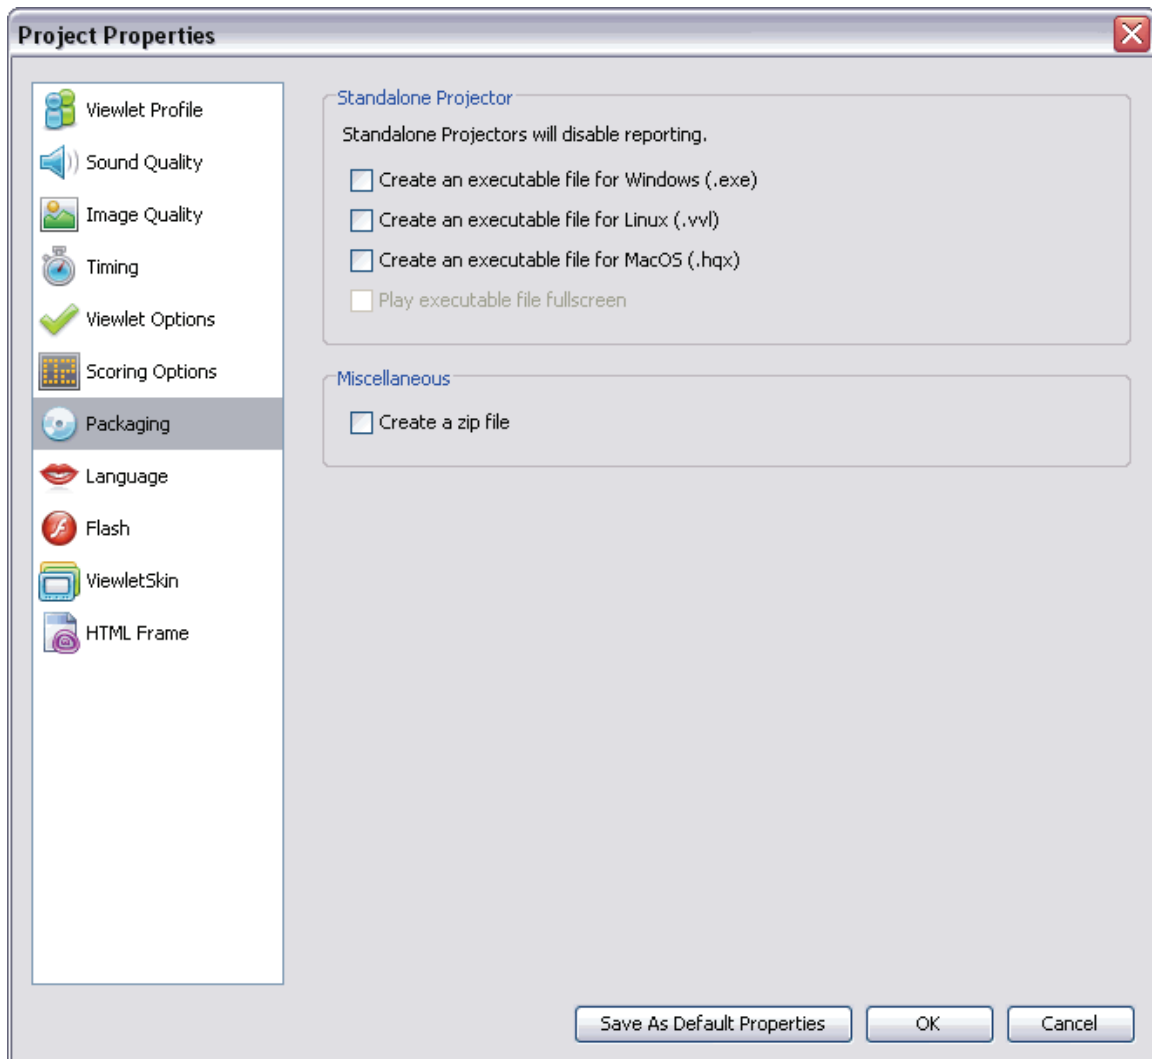 Project Properties
Viewlet Profile
Sound Quality
Image Quality
Timing
Viewlet Options
Scoring Options
Packaging
Language
Flash
ViewletSkin
HTML Frame
Standalone Projector
Standalone Projectors will disable reporting.
Create an executable file for Windows (.exe)
Create an executable file for Linux (.vvl)
Create an executable file for MacOS (.hqx)
Play executable file fullscreen
Miscellaneous
Create a zip file
Save As Default Properties
OK
Cancel